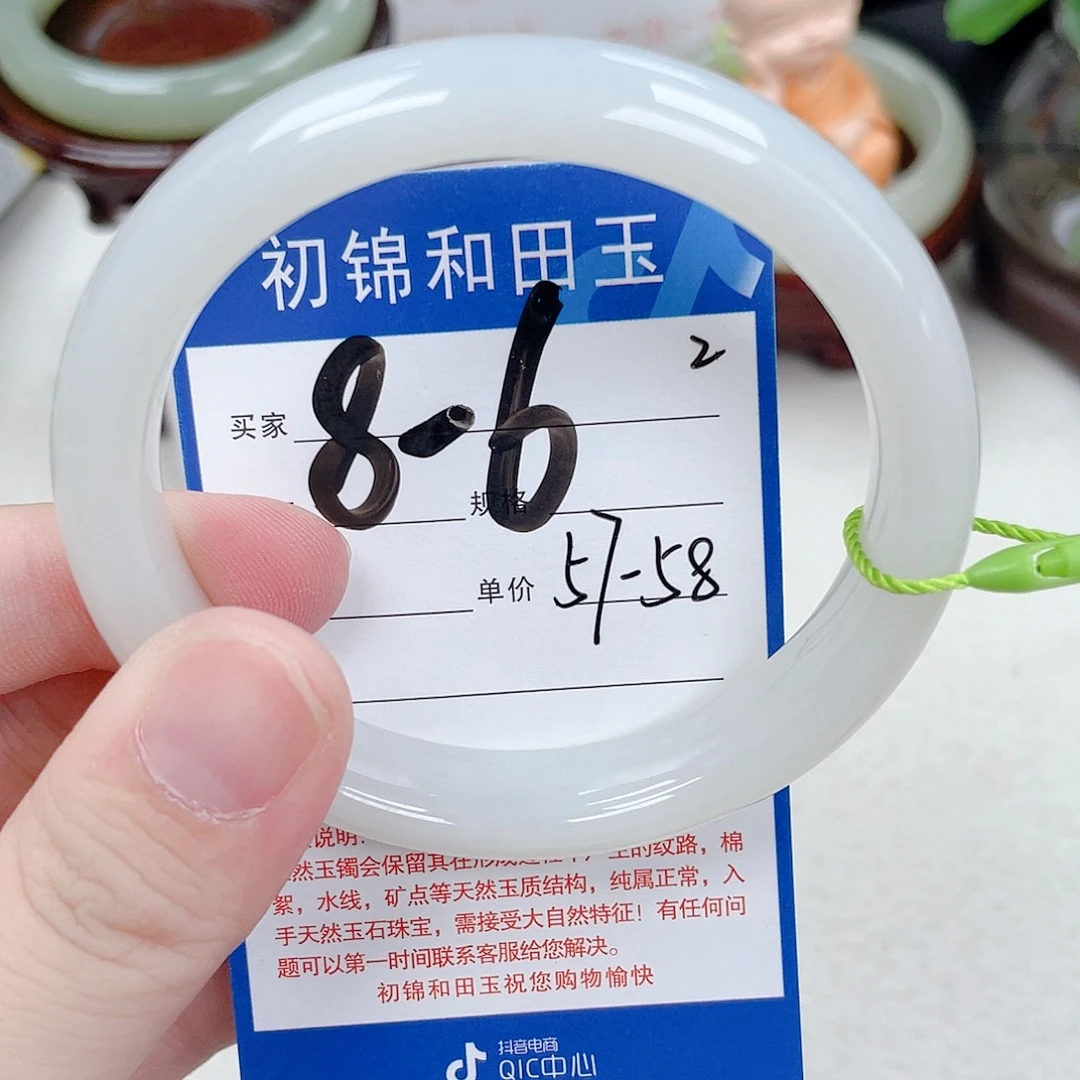 初锦和田玉
2
买家 8-6
规格
单价 57-58
说明:
然玉镯会保留其在形成过程中产生的纹路，棉
絮，水线，矿点等天然玉质结构，纯属正常，入
手天然玉石珠宝，需接受大自然特征！有任何问
题可以第一时间联系客服给您解决。
初锦和田玉祝您购物愉快
抖音电商
QIC中心